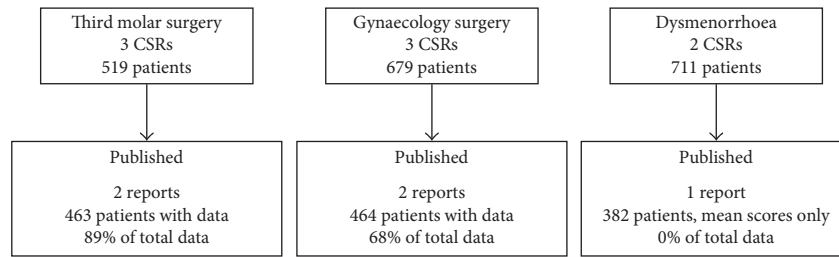 Third molar surgery
3 CSRs
519 patients
Gynaecology surgery
3 CSRs
679 patients
Dysmenorrhoea
2 CSRs
711 patients
Published
2 reports
463 patients with data
89% of total data
Published
2 reports
464 patients with data
68% of total data
Published
1 report
382 patients, mean scores only
0% of total data